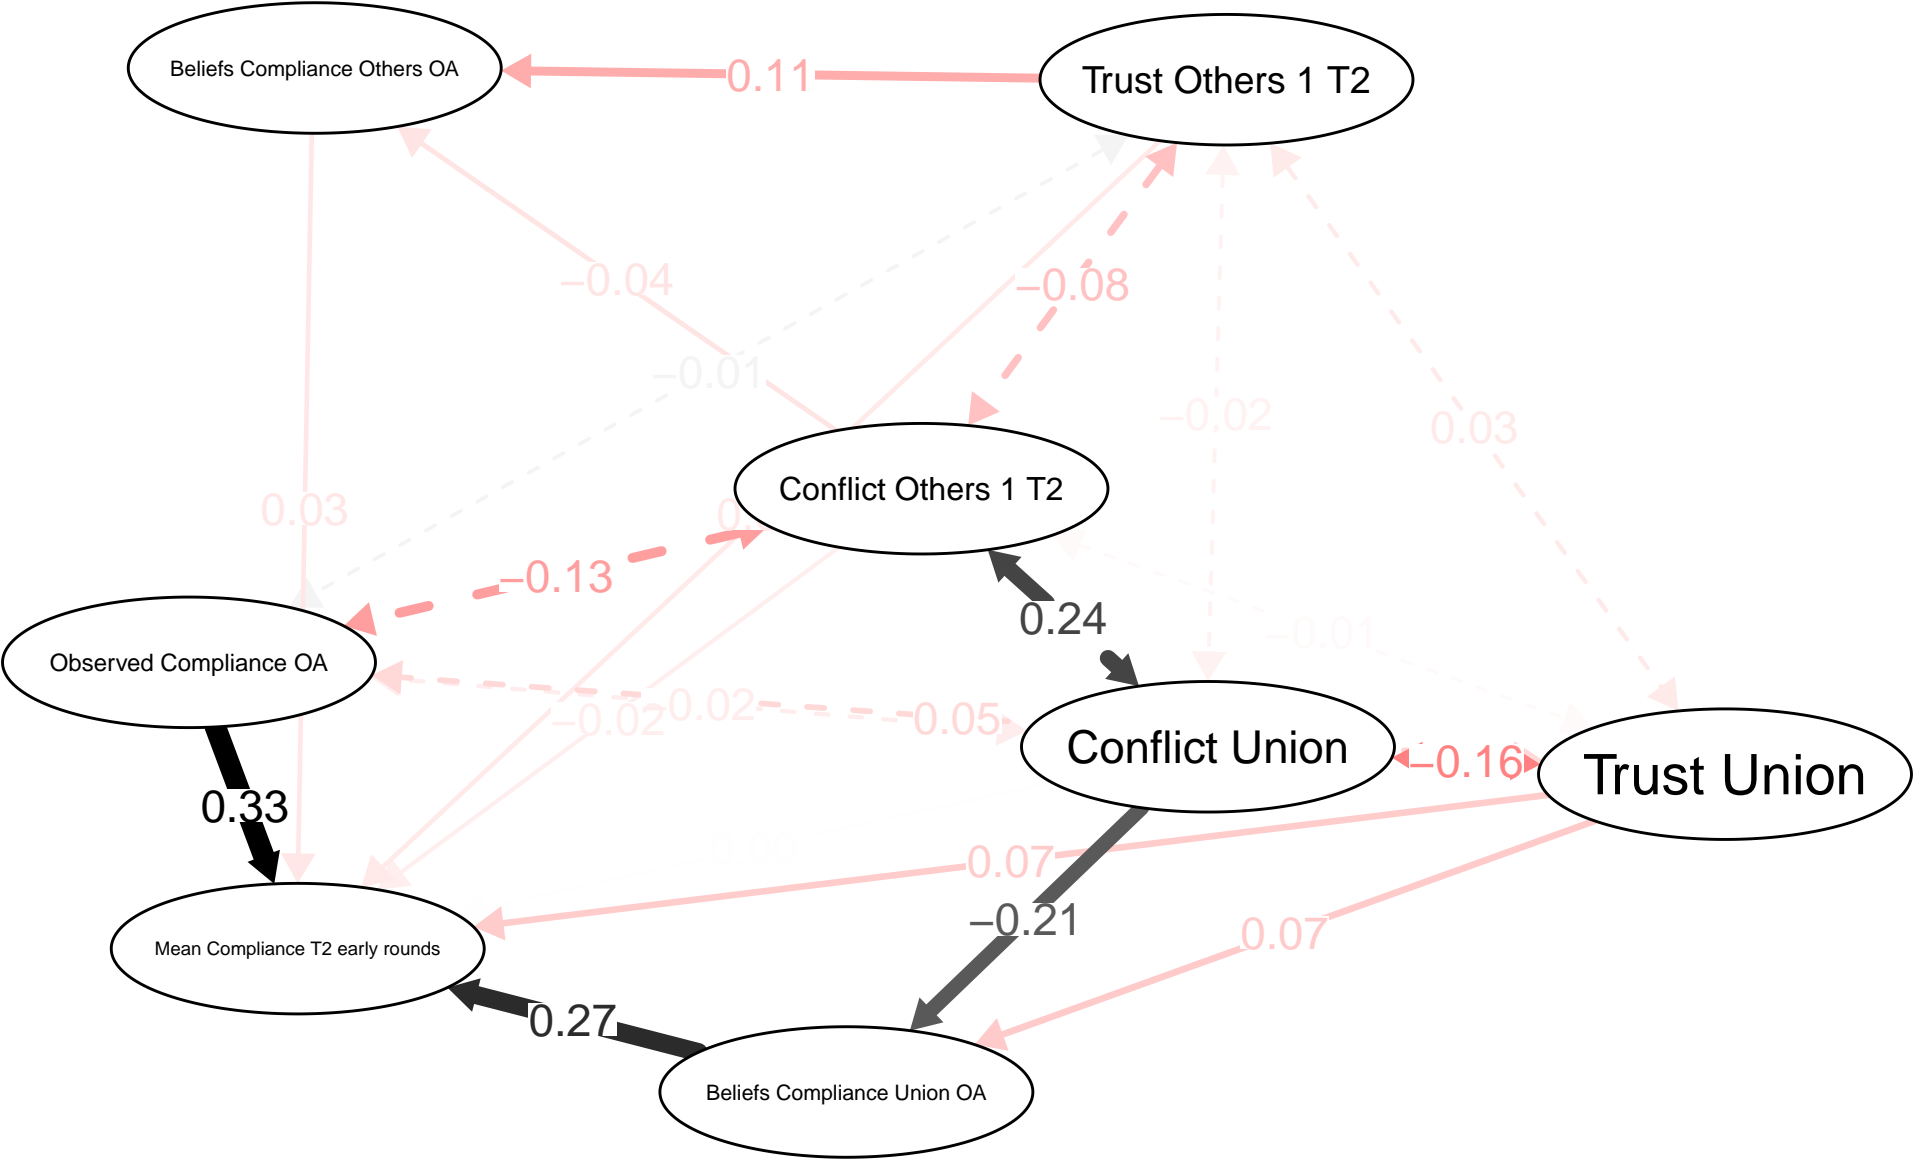 Beliefs Compliance Others OA
Trust Others 1 T2
0.11
−0.04
−0.08
−0.01
−0.02
0.03
Conflict Others 1 T2
0.03
−0.13
0.24
−0.01
Observed Compliance OA
−0.02
−0.02
0.05
Conflict Union
−0.16
Trust Union
0.33
0.00
0.07
−0.21
0.07
Mean Compliance T2 early rounds
0.27
Beliefs Compliance Union OA